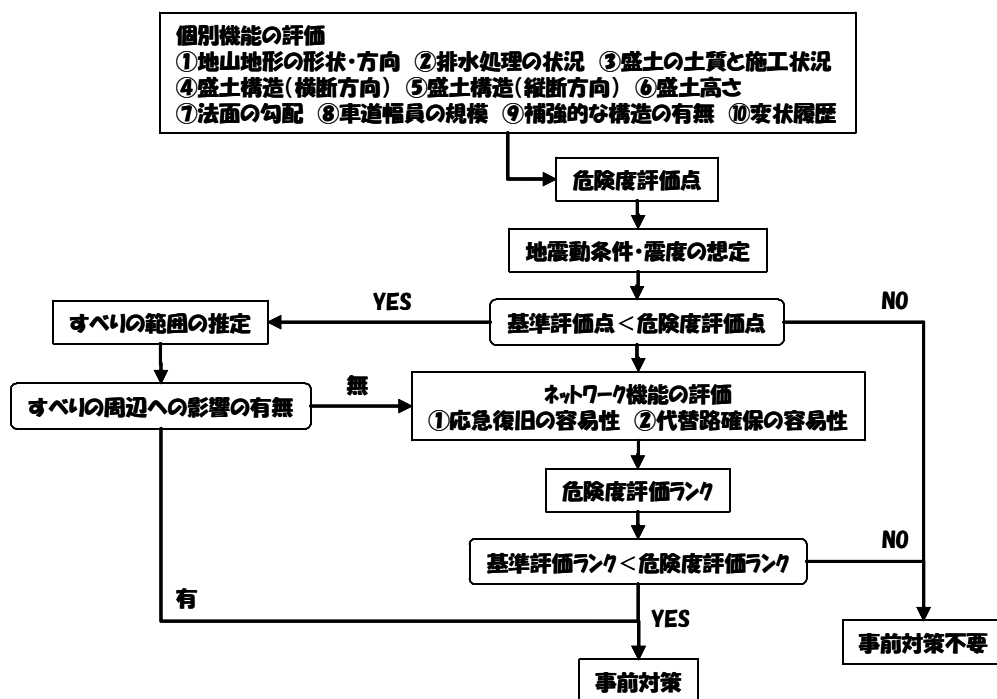 個別機能の評価
①地山地形の形状・方向 ②排水処理の状況 ③盛土の土質と施工状況
④盛土構造(横断方向) ⑤盛土構造(縦断方向) ⑥盛土高さ
⑦法面の勾配 ⑧車道幅員の規模 ⑨補強的な構造の有無 ⑩変状履歴
危険度評価点
地震動条件・震度の想定
YES
NO
すべりの範囲の推定
基準評価点<危険度評価点
無
すべりの周辺への影響の有無
ネットワーク機能の評価
①応急復旧の容易性 ②代替路確保の容易性
危険度評価ランク
NO
基準評価ランク<危険度評価ランク
有
YES
事前対策不要
事前対策